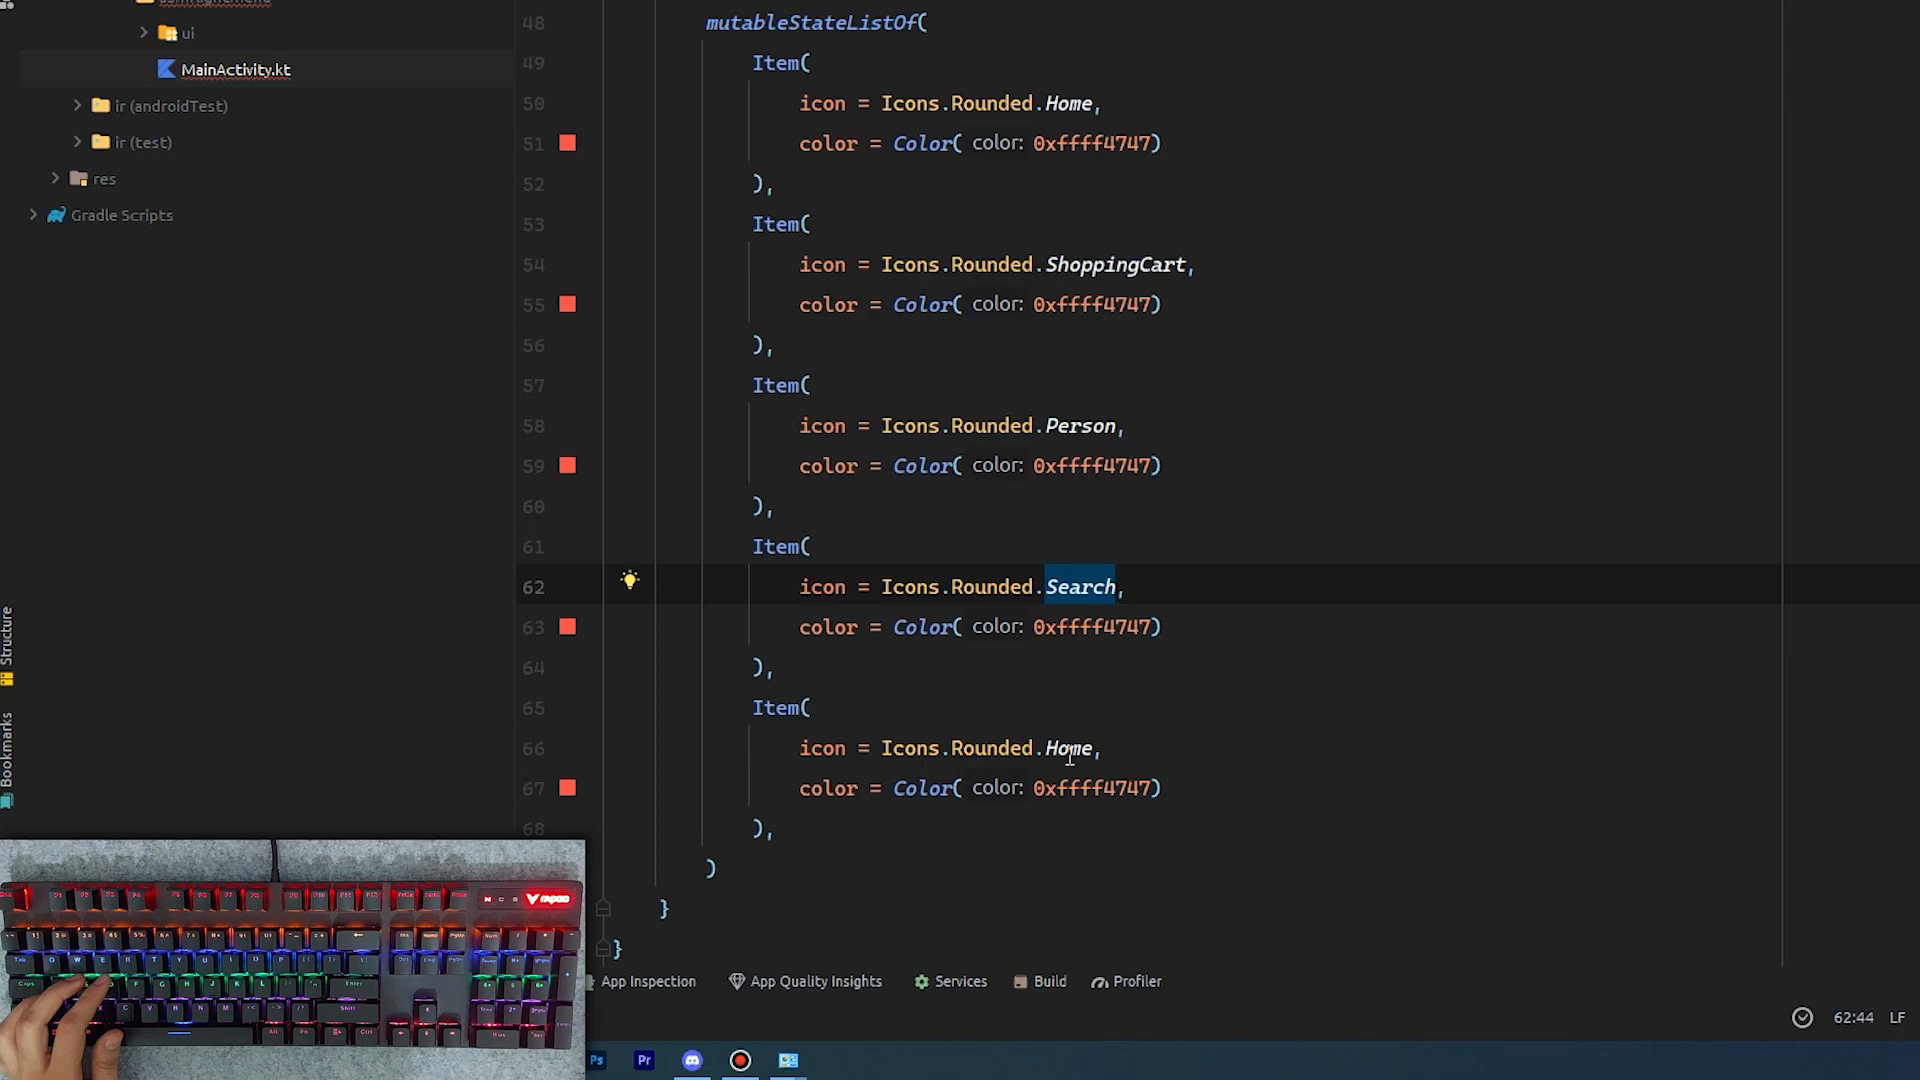 ui
MainActivity.kt
ir (androidTest)
ir (test)
res
Gradle Scripts
Structure
Bookmarks
48 mutableStateListOf(
49 Item(
50 icon = Icons.Rounded.Home,
51 color = Color( color: 0xffff4747)
52 ),
53 Item(
54 icon = Icons.Rounded.ShoppingCart,
55 color = Color( color: 0xffff4747)
56 ),
57 Item(
58 icon = Icons.Rounded.Person,
59 color = Color( color: 0xffff4747)
60 ),
61 Item(
62 icon = Icons.Rounded.Search,
63 color = Color( color: 0xffff4747)
64 ),
65 Item(
66 icon = Icons.Rounded.Home,
67 color = Color( color: 0xffff4747)
68 ),
)
}
}
App Inspection App Quality Insights Services Build Profiler
62:44 LF
Ps Pr